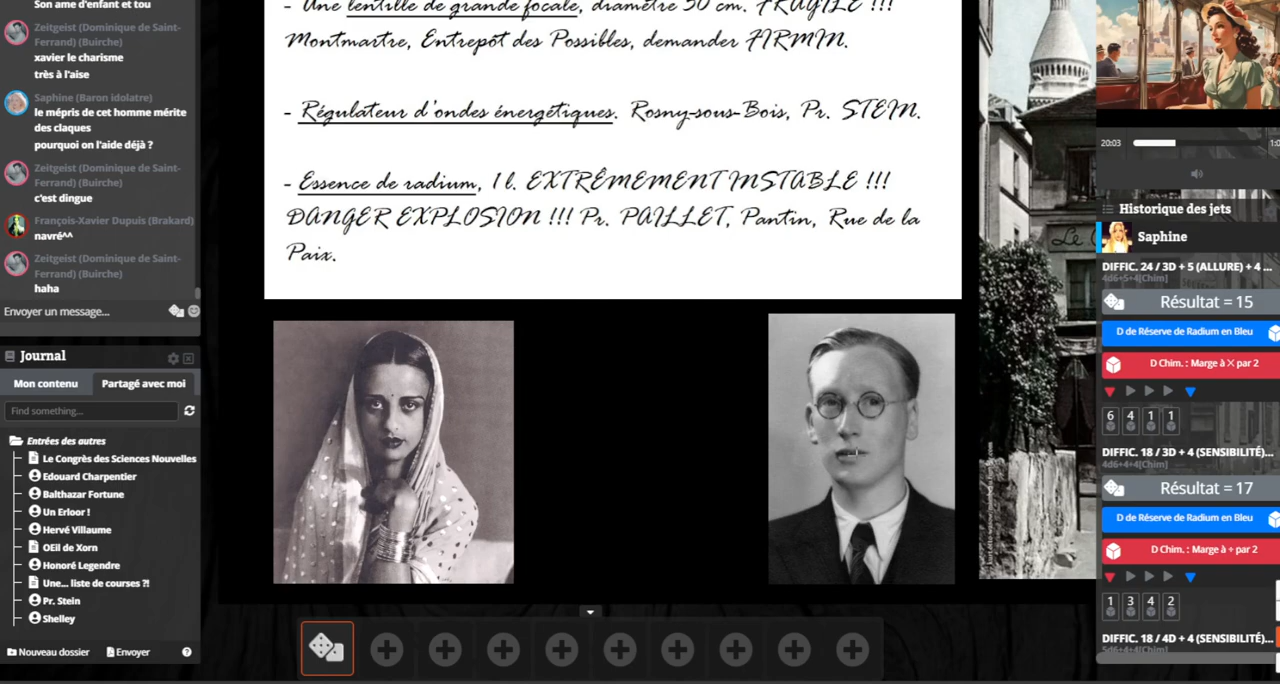 Son ame d'enfant et tou
Zeitgeist (Dominique de Saint-
Ferrand) (Buirche)
xavier le charisme
très à l'aise
Saphine (Baron idolatre)
le mépris de cet homme mérite
des claques
pourquoi on l'aide déjà ?
Zeitgeist (Dominique de Saint-
Ferrand) (Buirche)
c'est dingue
François-Xavier Dupuis (Brakard)
navré^^
Zeitgeist (Dominique de Saint-
Ferrand) (Buirche)
haha
Envoyer un message...
Journal
Mon contenu
Partagé avec moi
Find something...
Entrées des autres
Le Congrès des Sciences Nouvelles
Edouard Charpentier
Balthazar Fortune
Un Erloor !
Hervé Villaume
OEil de Xorn
Honoré Legendre
Une... liste de courses ?!
Pr. Stein
Shelley
Nouveau dossier
Envoyer
- Une lentille de grande focale, diamètre 50 cm. FRAGILE !!!
Montmartre, Entrepôt des Possibles, demander FIRMIN.
- Régulateur d'ondes énergétiques. Rosny-sous-Bois, Pr. STEIN.
- Essence de radium, 1 l. EXTRÊMEMENT INSTABLE !!!
DANGER EXPLOSION !!! Pr. PAILLET, Pantin, Rue de la
Paix.
20:03
1:0
Historique des jets
Saphine
DIFFIC. 24 / 3D + 5 (ALLURE) + 4 ...
4d6+5+4[Chim]
Résultat = 15
D de Réserve de Radium en Bleu
D Chim. : Marge à × par 2
6 4 1 1
DIFFIC. 18 / 3D + 4 (SENSIBILITÉ)...
4d6+4+4[Chim]
Résultat = 17
D de Réserve de Radium en Bleu
D Chim. : Marge à ÷ par 2
1 3 4 2
DIFFIC. 18 / 4D + 4 (SENSIBILITÉ)...
5d6+4+4[Chim]